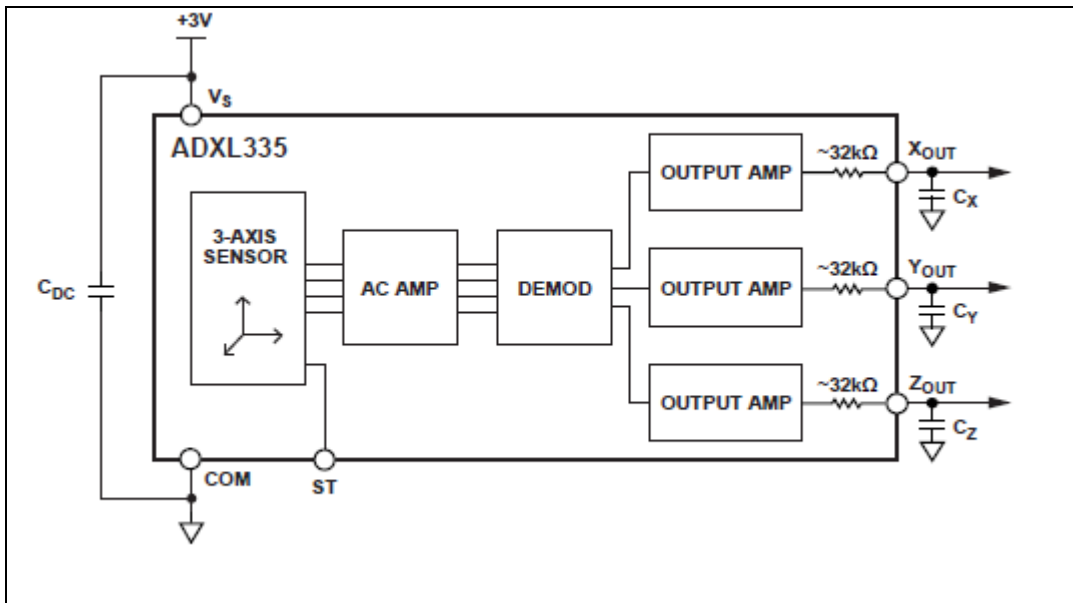 +3V
VS
ADXL335
3-AXIS
SENSOR
AC AMP
DEMOD
OUTPUT AMP
~32kΩ
XOUT
CX
OUTPUT AMP
~32kΩ
YOUT
CY
OUTPUT AMP
~32kΩ
ZOUT
CZ
CDC
COM
ST